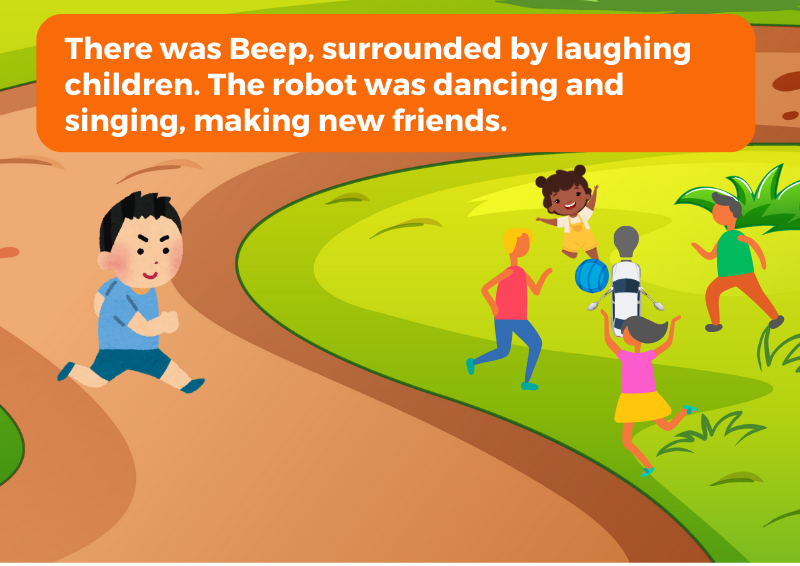 There was Beep, surrounded by laughing
children. The robot was dancing and
singing, making new friends.